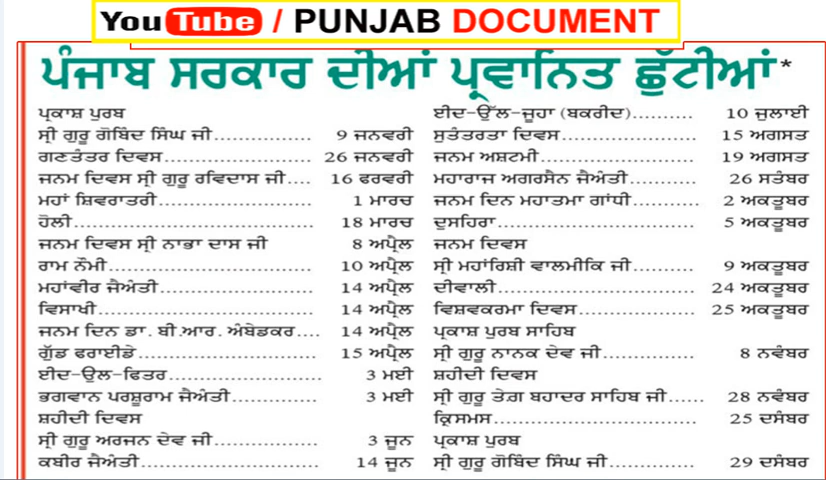 You Tube / PUNJAB DOCUMENT
ਪੰਜਾਬ ਸਰਕਾਰ ਦੀਆਂ ਪ੍ਰਵਾਨਿਤ ਛੁੱਟੀਆਂ*
ਪ੍ਰਕਾਸ਼ ਪੁਰਬ
ਸ੍ਰੀ ਗੁਰੂ ਗੋਬਿੰਦ ਸਿੰਘ ਜੀ............... 9 ਜਨਵਰੀ
ਗਣਤੰਤਰ ਦਿਵਸ....................... 26 ਜਨਵਰੀ
ਜਨਮ ਦਿਵਸ ਸ੍ਰੀ ਗੁਰੂ ਰਵਿਦਾਸ ਜੀ.... 16 ਫਰਵਰੀ
ਮਹਾਂ ਸ਼ਿਵਰਾਤਰੀ........................ 1 ਮਾਰਚ
ਹੋਲੀ..................................... 18 ਮਾਰਚ
ਜਨਮ ਦਿਵਸ ਸ੍ਰੀ ਨਾਭਾ ਦਾਸ ਜੀ 8 ਅਪ੍ਰੈਲ
ਰਾਮ ਨੌਮੀ............................... 10 ਅਪ੍ਰੈਲ
ਮਹਾਂਵੀਰ ਜੈਅੰਤੀ........................ 14 ਅਪ੍ਰੈਲ
ਵਿਸਾਖੀ................................. 14 ਅਪ੍ਰੈਲ
ਜਨਮ ਦਿਨ ਡਾ. ਬੀ.ਆਰ. ਅੰਬੇਡਕਰ.... 14 ਅਪ੍ਰੈਲ
ਗੁੱਡ ਫਰਾਈਡੇ........................... 15 ਅਪ੍ਰੈਲ
ਈਦ-ਉਲ-ਫਿਤਰ....................... 3 ਮਈ
ਭਗਵਾਨ ਪਰਸ਼ੂਰਾਮ ਜੈਅੰਤੀ............. 3 ਮਈ
ਸ਼ਹੀਦੀ ਦਿਵਸ
ਸ੍ਰੀ ਗੁਰੂ ਅਰਜਨ ਦੇਵ ਜੀ................ 3 ਜੂਨ
ਕਬੀਰ ਜੈਅੰਤੀ........................... 14 ਜੂਨ
ਈਦ-ਉੱਲ-ਜੂਹਾ (ਬਕਰੀਦ).......... 10 ਜੁਲਾਈ
ਸੁਤੰਤਰਤਾ ਦਿਵਸ....................... 15 ਅਗਸਤ
ਜਨਮ ਅਸ਼ਟਮੀ.......................... 19 ਅਗਸਤ
ਮਹਾਰਾਜ ਅਗਰਸੈਨ ਜੈਅੰਤੀ........... 26 ਸਤੰਬਰ
ਜਨਮ ਦਿਨ ਮਹਾਤਮਾ ਗਾਂਧੀ........... 2 ਅਕਤੂਬਰ
ਦੁਸਹਿਰਾ................................ 5 ਅਕਤੂਬਰ
ਜਨਮ ਦਿਵਸ
ਸ੍ਰੀ ਮਹਾਂਰਿਸ਼ੀ ਵਾਲਮੀਕਿ ਜੀ.......... 9 ਅਕਤੂਬਰ
ਦੀਵਾਲੀ................................. 24 ਅਕਤੂਬਰ
ਵਿਸ਼ਵਕਰਮਾ ਦਿਵਸ.................... 25 ਅਕਤੂਬਰ
ਪ੍ਰਕਾਸ਼ ਪੁਰਬ ਸਾਹਿਬ
ਸ੍ਰੀ ਗੁਰੂ ਨਾਨਕ ਦੇਵ ਜੀ............... 8 ਨਵੰਬਰ
ਸ਼ਹੀਦੀ ਦਿਵਸ
ਸ੍ਰੀ ਗੁਰੂ ਤੇਗ਼ ਬਹਾਦਰ ਸਾਹਿਬ ਜੀ...... 28 ਨਵੰਬਰ
ਕ੍ਰਿਸਮਸ................................. 25 ਦਸੰਬਰ
ਪ੍ਰਕਾਸ਼ ਪੁਰਬ
ਸ੍ਰੀ ਗੁਰੂ ਗੋਬਿੰਦ ਸਿੰਘ ਜੀ.............. 29 ਦਸੰਬਰ